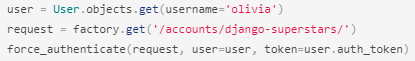 user = User.objects.get(username='olivia')
request = factory.get('/accounts/django-superstars/')
force_authenticate(request, user=user, token=user.auth_token)